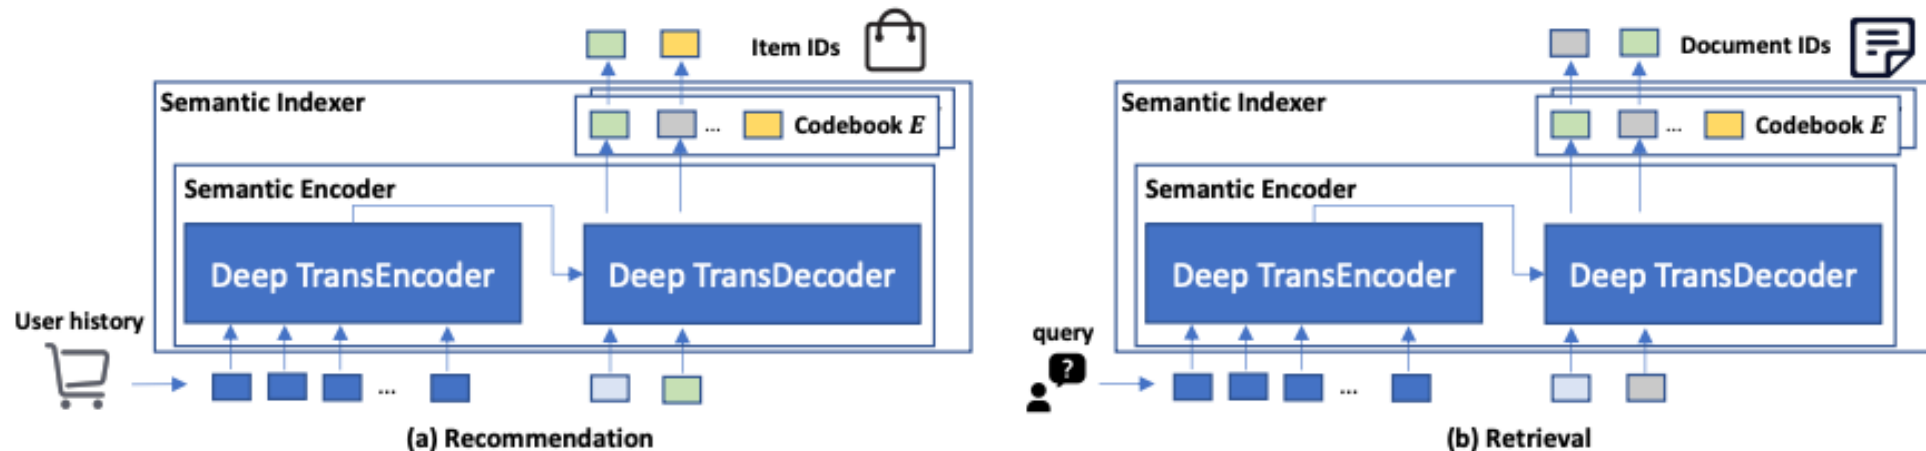 Item IDs
Semantic Indexer
... Codebook E
Semantic Encoder
Deep TransEncoder
Deep TransDecoder
User history
...
(a) Recommendation
Document IDs
Semantic Indexer
... Codebook E
Semantic Encoder
Deep TransEncoder
Deep TransDecoder
query
?
...
(b) Retrieval